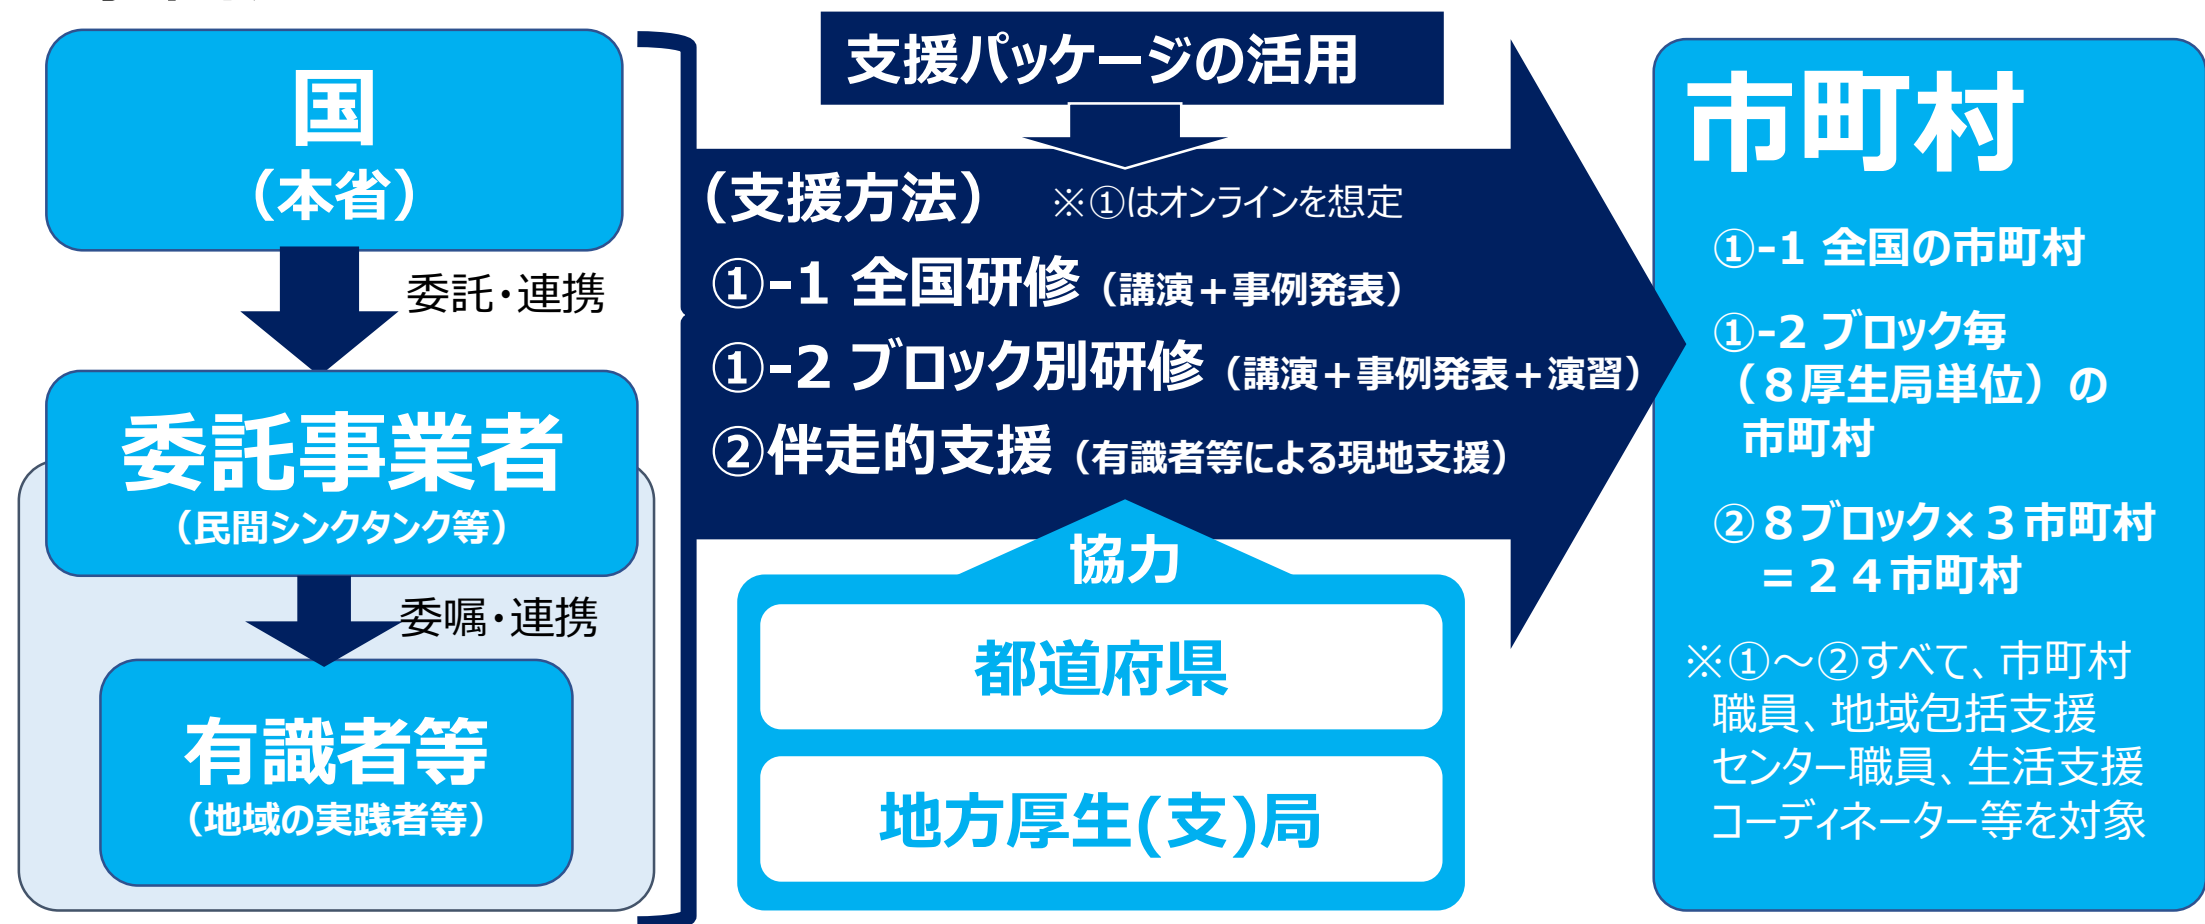 国
（本省）
委託・連携
委託事業者
（民間シンクタンク等）
委嘱・連携
有識者等
（地域の実践者等）
支援パッケージの活用
（支援方法）　※①はオンラインを想定
①-1 全国研修（講演＋事例発表）
①-2 ブロック別研修（講演＋事例発表＋演習）
②伴走的支援（有識者等による現地支援）
協力
都道府県
地方厚生(支)局
市町村
①-1 全国の市町村
①-2 ブロック毎
（８厚生局単位）の
市町村
②８ブロック×３市町村
＝２４市町村
※①～②すべて、市町村
職員、地域包括支援
センター職員、生活支援
コーディネーター等を対象